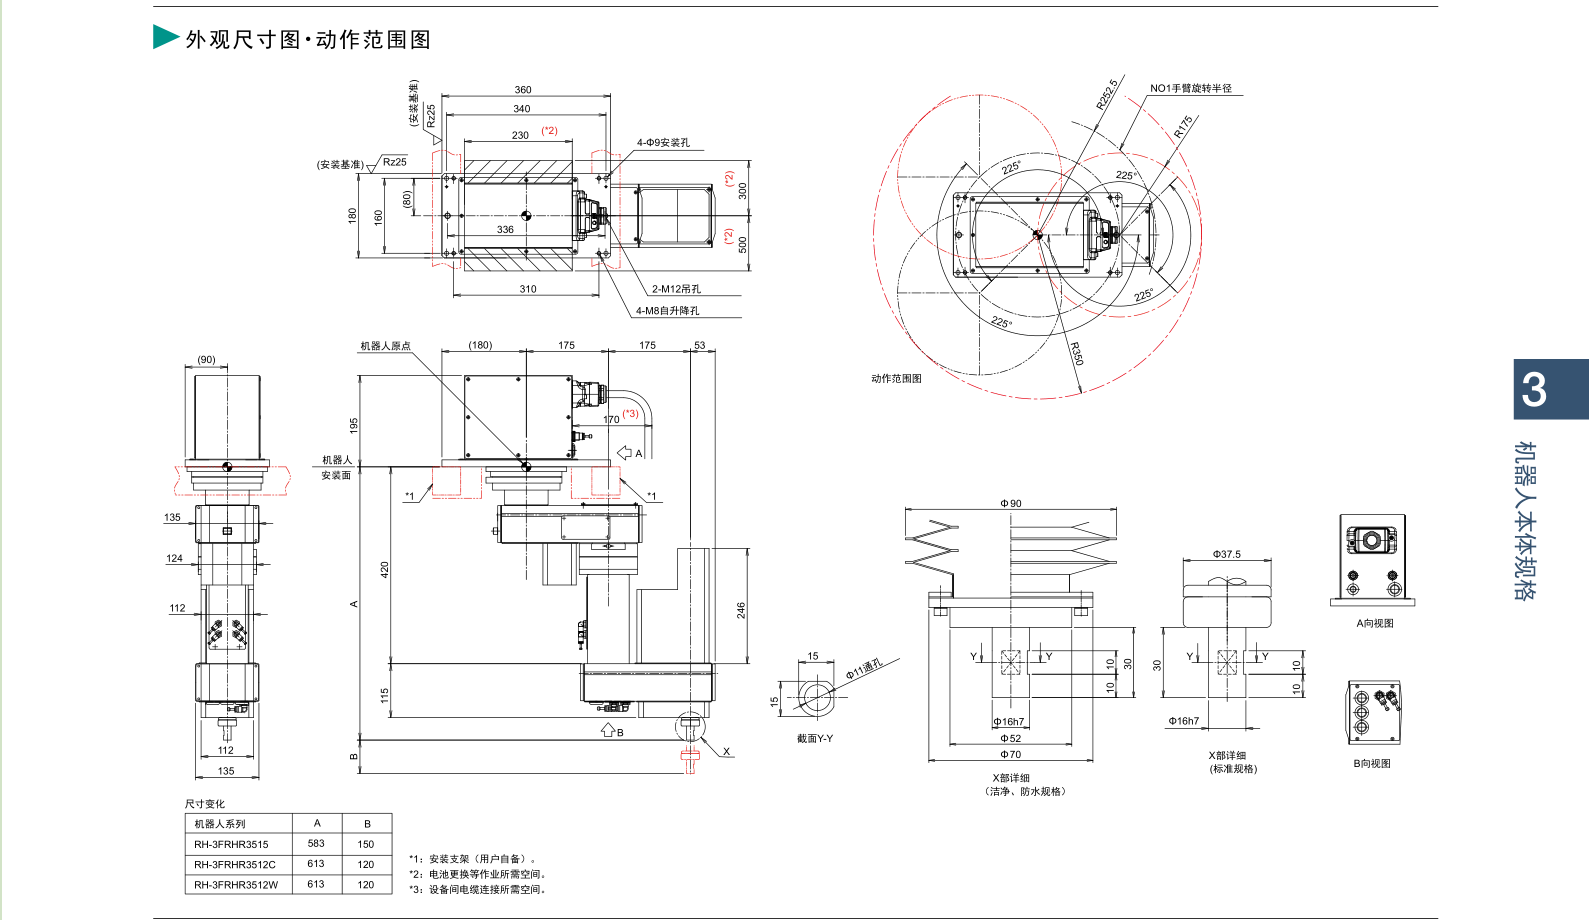 外观尺寸图·动作范围图
360
340
230
(*2)
(安装基准)
Rz25
(安装基准)
Rz25
4-Φ9安装孔
180
160
(80)
336
(*2)
300
(*2)
500
310
2-M12吊孔
4-M8自升降孔
R252.5
NO1手臂旋转半径
R175
225°
225°
225°
225°
R350
动作范围图
(90)
135
124
112
112
135
机器人原点
(180)
175
175
53
195
170
(*3)
A
机器人
安装面
*1
*1
420
A
246
115
B
B
X
15
15
Φ11通孔
截面Y-Y
Φ90
Y
Y
10
10
30
Φ16h7
Φ52
Φ70
X部详细
(洁净、防水规格)
Φ37.5
Y
Y
30
10
10
Φ16h7
X部详细
(标准规格)
A向视图
B向视图
3
机器人本体规格
尺寸变化
机器人系列 A B
RH-3FRHR3515 583 150
RH-3FRHR3512C 613 120
RH-3FRHR3512W 613 120
*1：安装支架（用户自备）。
*2：电池更换等作业所需空间。
*3：设备间电缆连接所需空间。